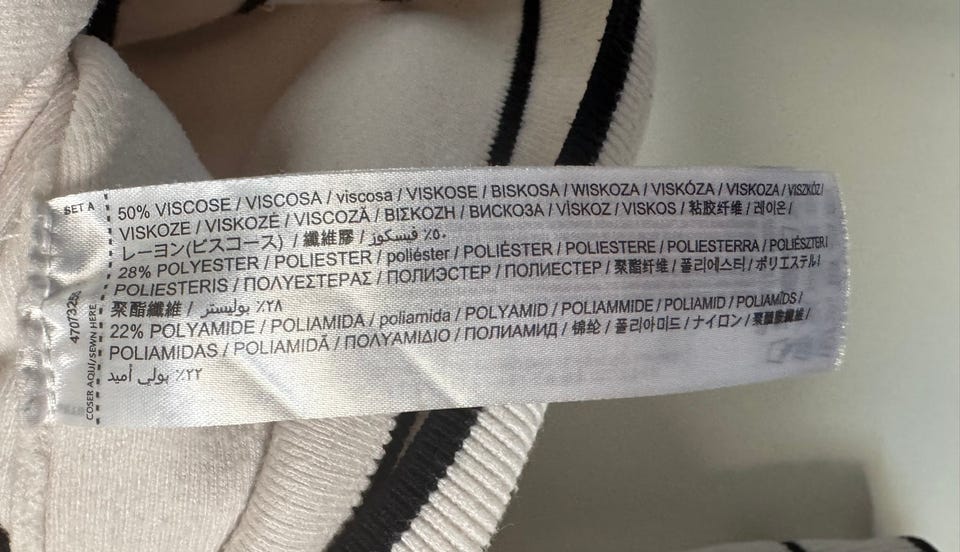 SET A
50% VISCOSE / VISCOSA / viscosa / VISKOSE / BISKOSA / WISKOZA / VISKÓZA / VISKOZA / VISZKÓZ /
VISKOZE / VISKOZĖ / VISCOZĂ / ΒΙΣΚΟΖΗ / ВИСКОЗА / VİSKOZ / VISKOS / 粘胶纤维 / 레이온 /
レーヨン(ビスコース) / 纖維膠 / ٥٠٪ فيسكوز
28% POLYESTER / POLIESTER / poliéster / POLIÉSTER / POLIESTERE / POLIESTERRA / POLIÉSZTER /
POLIESTERIS / ΠΟΛΥΕΣΤΕΡΑΣ / ПОЛИЭСТЕР / ПОЛИЕСТЕР / 聚酯纤维 / 폴리에스터 / ポリエステル /
聚酯纖維 / ٢٨٪ بوليستر
22% POLYAMIDE / POLIAMIDA / poliamida / POLYAMID / POLIAMMIDE / POLIAMID / POLIAMĪDS /
POLIAMIDAS / POLIAMIDĂ / ΠΟΛΥΑΜΙΔΙΟ / ПОЛИАМИД / 锦纶 / 폴리아미드 / ナイロン / 聚醯胺纖維 /
٢٢٪ بولي أميد
COSER AQUÍ/SEWN HERE